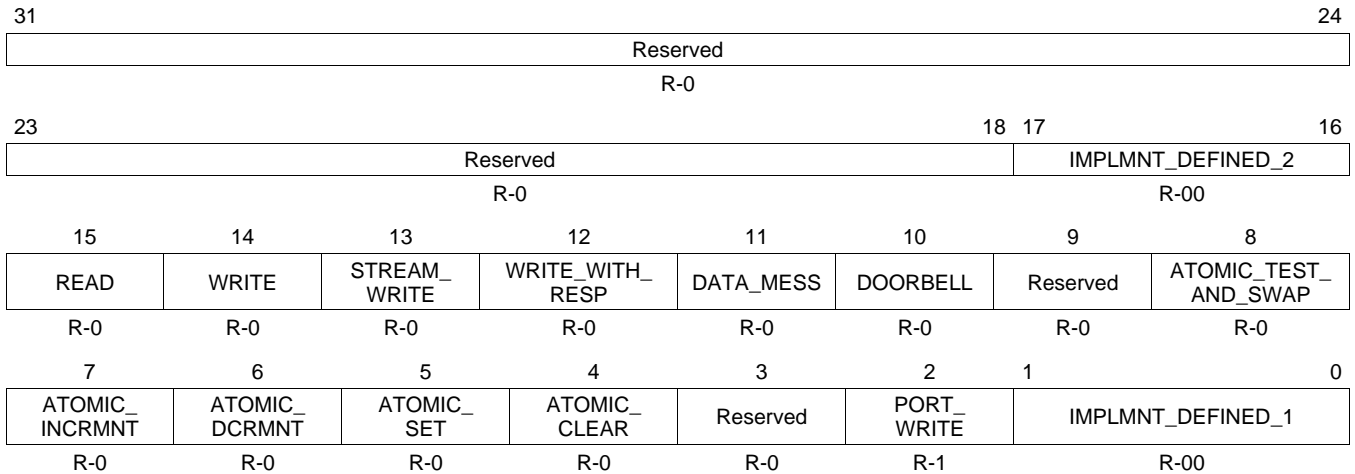 31 24
Reserved
R-0
23 18 17 16
Reserved IMPLMNT_DEFINED_2
R-0 R-00
15 14 13 12 11 10 9 8
READ WRITE STREAM_ WRITE WRITE_WITH_ RESP DATA_MESS DOORBELL Reserved ATOMIC_TEST_ AND_SWAP
R-0 R-0 R-0 R-0 R-0 R-0 R-0 R-0
7 6 5 4 3 2 1 0
ATOMIC_ INCRMNT ATOMIC_ DCRMNT ATOMIC_ SET ATOMIC_ CLEAR Reserved PORT_ WRITE IMPLMNT_DEFINED_1
R-0 R-0 R-0 R-0 R-0 R-1 R-00